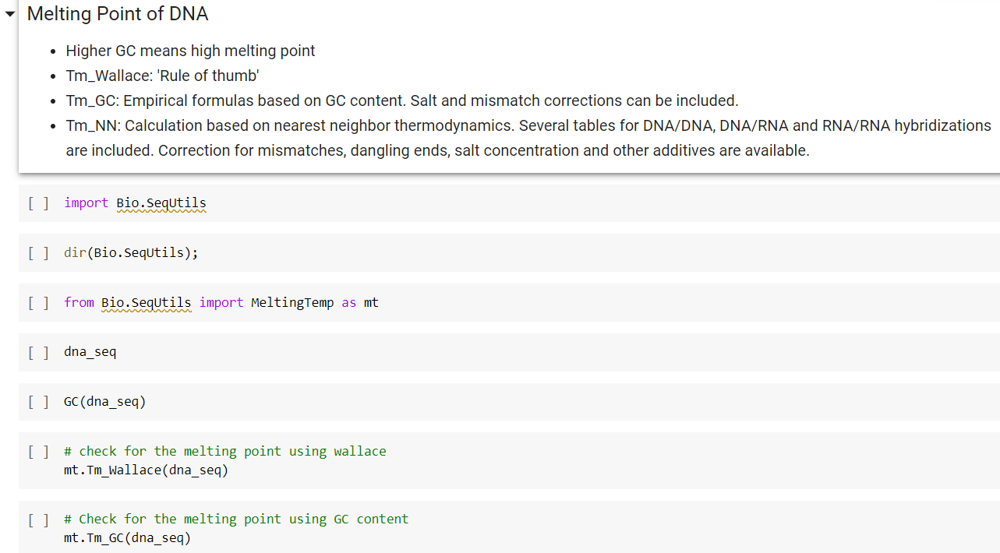 Melting Point of DNA
• Higher GC means high melting point
• Tm_Wallace: 'Rule of thumb'
• Tm_GC: Empirical formulas based on GC content. Salt and mismatch corrections can be included.
• Tm_NN: Calculation based on nearest neighbor thermodynamics. Several tables for DNA/DNA, DNA/RNA and RNA/RNA hybridizations
are included. Correction for mismatches, dangling ends, salt concentration and other additives are available.
[ ] import Bio.SeqUtils
[ ] dir(Bio.SeqUtils);
[ ] from Bio.SeqUtils import MeltingTemp as mt
[ ] dna_seq
[ ] GC(dna_seq)
[ ] # check for the melting point using wallace
mt.Tm_Wallace(dna_seq)
[ ] # Check for the melting point using GC content
mt.Tm_GC(dna_seq)